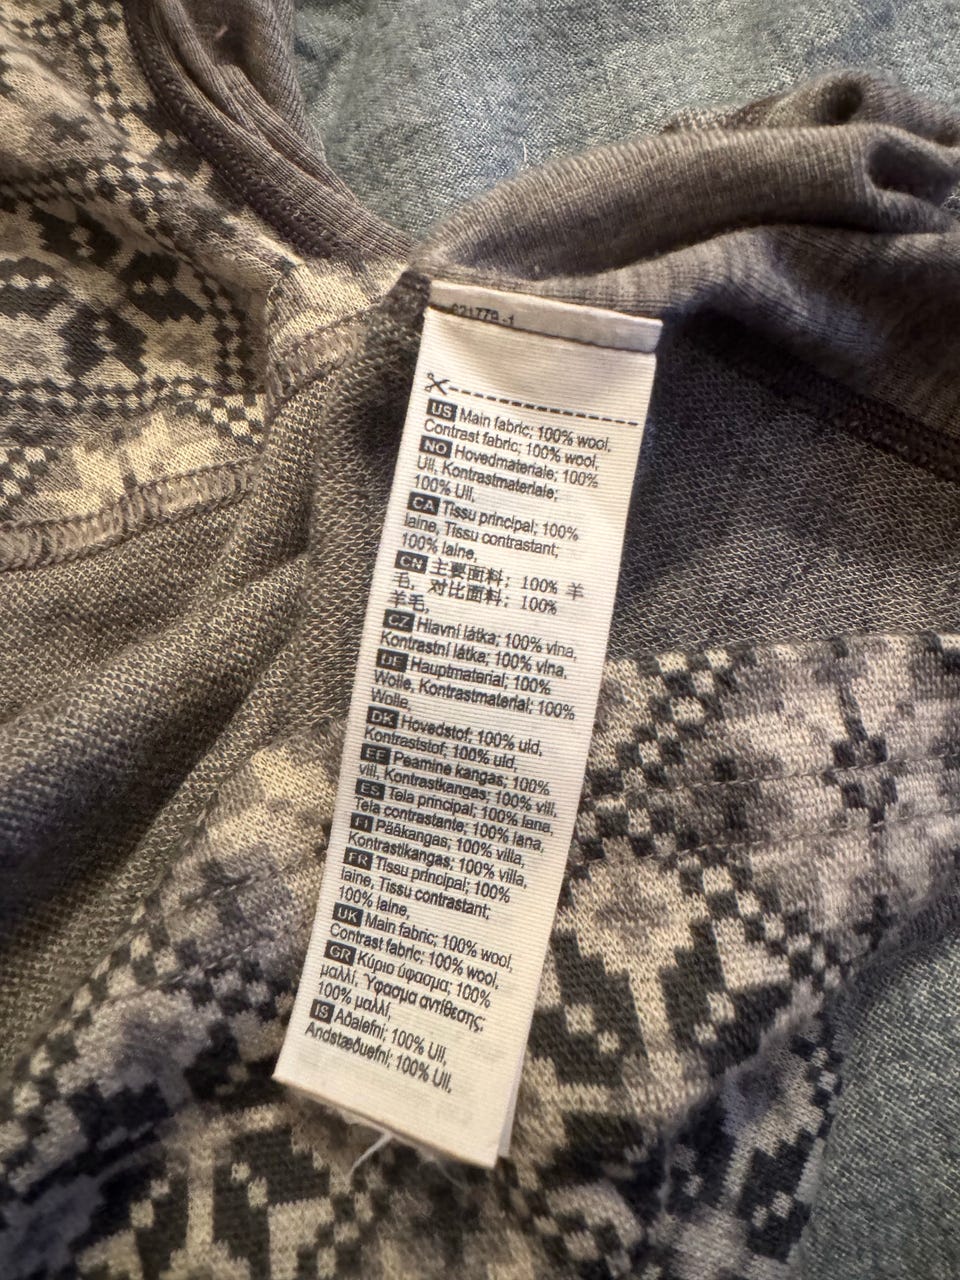 621779-1
US Main fabric; 100% wool,
Contrast fabric; 100% wool,
NO Hovedmateriale; 100%
Ull, Kontrastmateriale;
100% Ull,
CA Tissu principal; 100%
laine, Tissu contrastant;
100% laine,
CN 主要面料; 100% 羊
毛, 对比面料; 100%
羊毛,
CZ Hlavní látka; 100% vlna,
Kontrastní látka; 100% vlna,
DE Hauptmaterial; 100%
Wolle, Kontrastmaterial; 100%
Wolle,
DK Hovedstof; 100% uld,
Kontraststof; 100% uld,
EE Peamine kangas; 100%
vill, Kontrastkangas; 100% vill,
ES Tela principal; 100% lana,
Tela contrastante; 100% lana,
FI Pääkangas; 100% villa,
Kontrastikangas; 100% villa,
FR Tissu principal; 100%
laine, Tissu contrastant;
100% laine,
UK Main fabric; 100% wool,
Contrast fabric; 100% wool,
GR Κύριο ύφασμα; 100%
μαλλί, Ύφασμα αντίθεσης;
100% μαλλί,
IS Aðalefni; 100% Ull,
Andstæðuefni; 100% Ull,